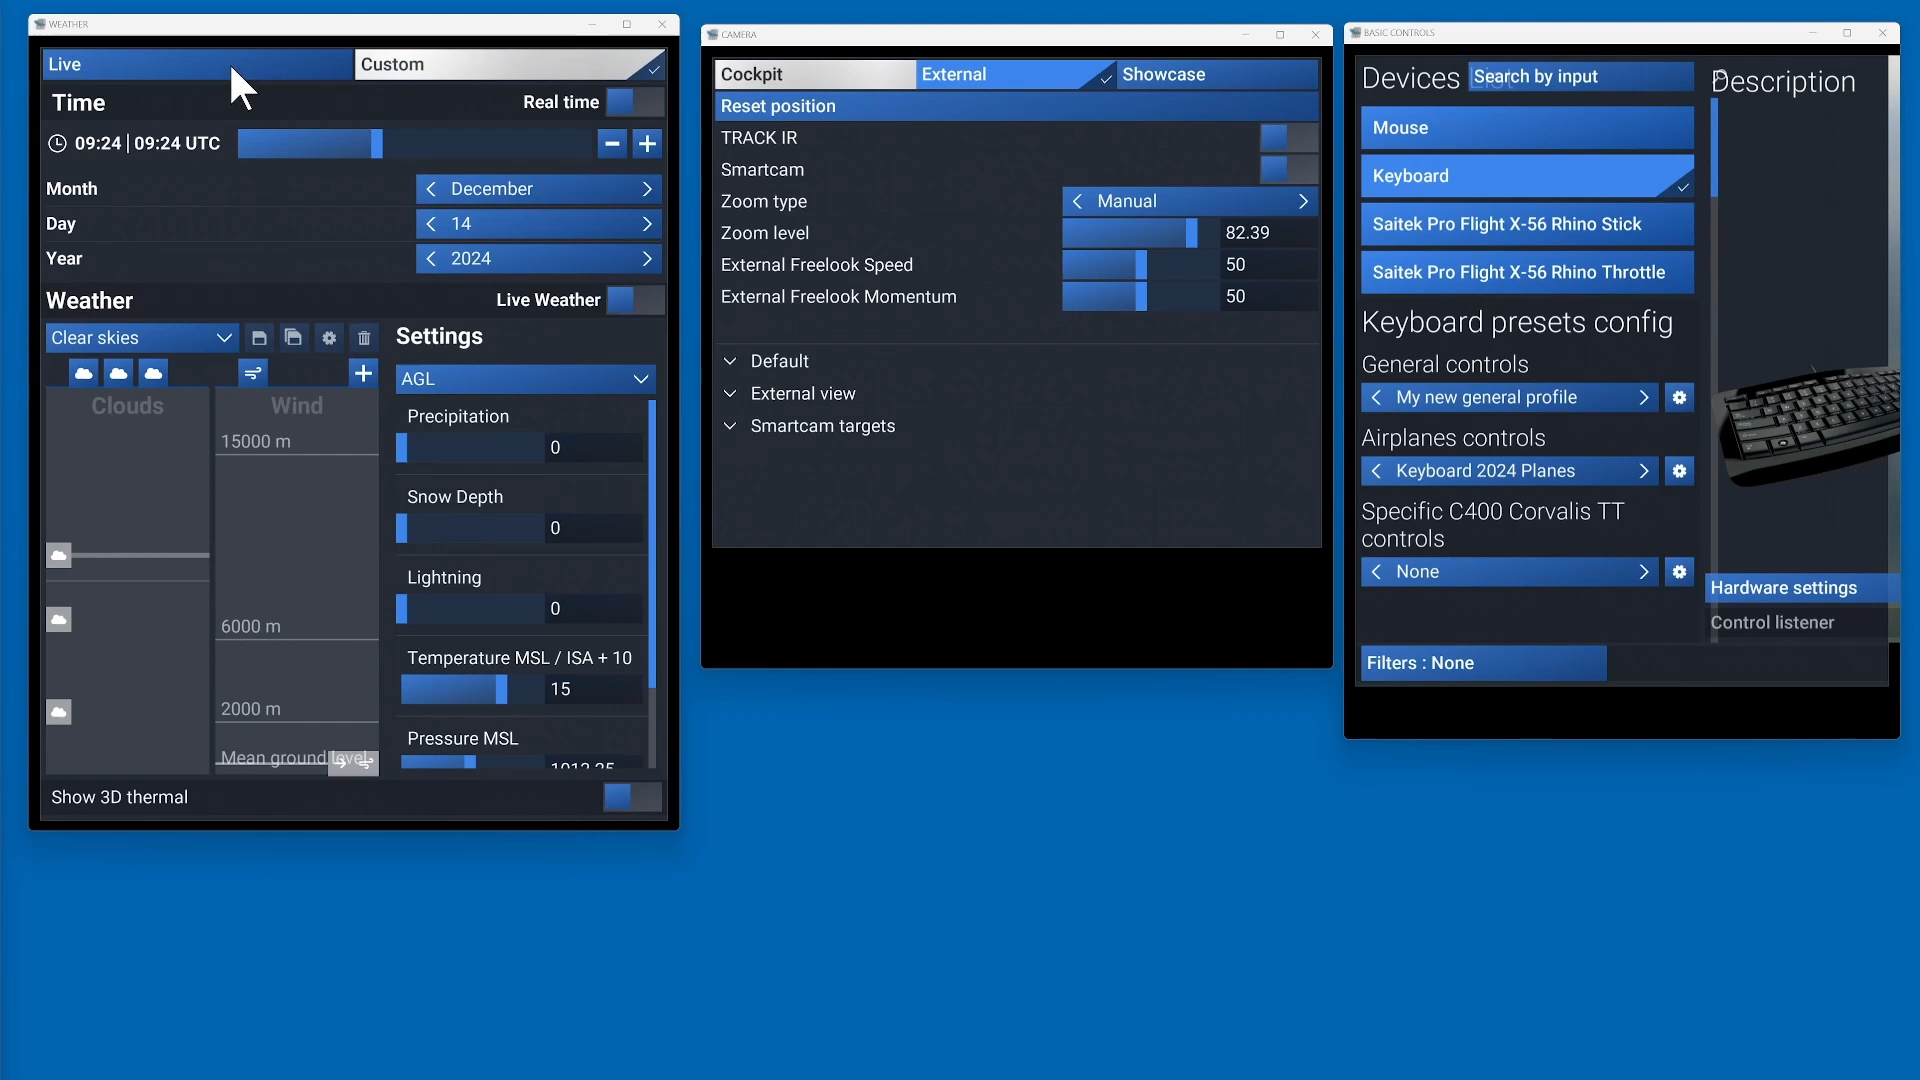 WEATHER
Live
Custom
Time
Real time
09:24 | 09:24 UTC
Month
December
Day
14
Year
2024
Weather
Live Weather
Clear skies
Settings
AGL
Clouds
Wind
15000 m
6000 m
2000 m
Mean ground level
Precipitation
0
Snow Depth
0
Lightning
0
Temperature MSL / ISA + 10
15
Pressure MSL
1013.25
Show 3D thermal
CAMERA
Cockpit
External
Showcase
Reset position
TRACK IR
Smartcam
Zoom type
Manual
Zoom level
82.39
External Freelook Speed
50
External Freelook Momentum
50
Default
External view
Smartcam targets
BASIC CONTROLS
Devices List
Search by input
Description
Mouse
Keyboard
Saitek Pro Flight X-56 Rhino Stick
Saitek Pro Flight X-56 Rhino Throttle
Keyboard presets config
General controls
My new general profile
Airplanes controls
Keyboard 2024 Planes
Specific C400 Corvalis TT
controls
None
Hardware settings
Control listener
Filters : None